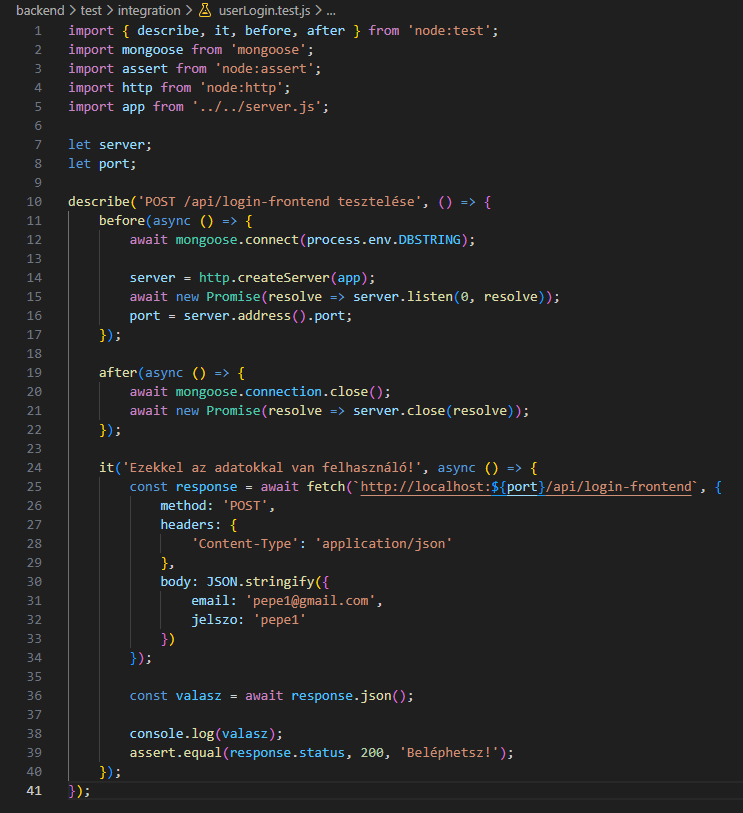 backend > test > integration > userLogin.test.js > ...
1 import { describe, it, before, after } from 'node:test';
2 import mongoose from 'mongoose';
3 import assert from 'node:assert';
4 import http from 'node:http';
5 import app from '../../server.js';
6
7 let server;
8 let port;
9
10 describe('POST /api/login-frontend tesztelése', () => {
11     before(async () => {
12         await mongoose.connect(process.env.DBSTRING);
13
14         server = http.createServer(app);
15         await new Promise(resolve => server.listen(0, resolve));
16         port = server.address().port;
17     });
18
19     after(async () => {
20         await mongoose.connection.close();
21         await new Promise(resolve => server.close(resolve));
22     });
23
24     it('Ezekkel az adatokkal van felhasználó!', async () => {
25         const response = await fetch(`http://localhost:${port}/api/login-frontend`, {
26             method: 'POST',
27             headers: {
28                 'Content-Type': 'application/json'
29             },
30             body: JSON.stringify({
31                 email: 'pepe1@gmail.com',
32                 jelszo: 'pepe1'
33             })
34         });
35
36         const valasz = await response.json();
37
38         console.log(valasz);
39         assert.equal(response.status, 200, 'Beléphetsz!');
40     });
41 });